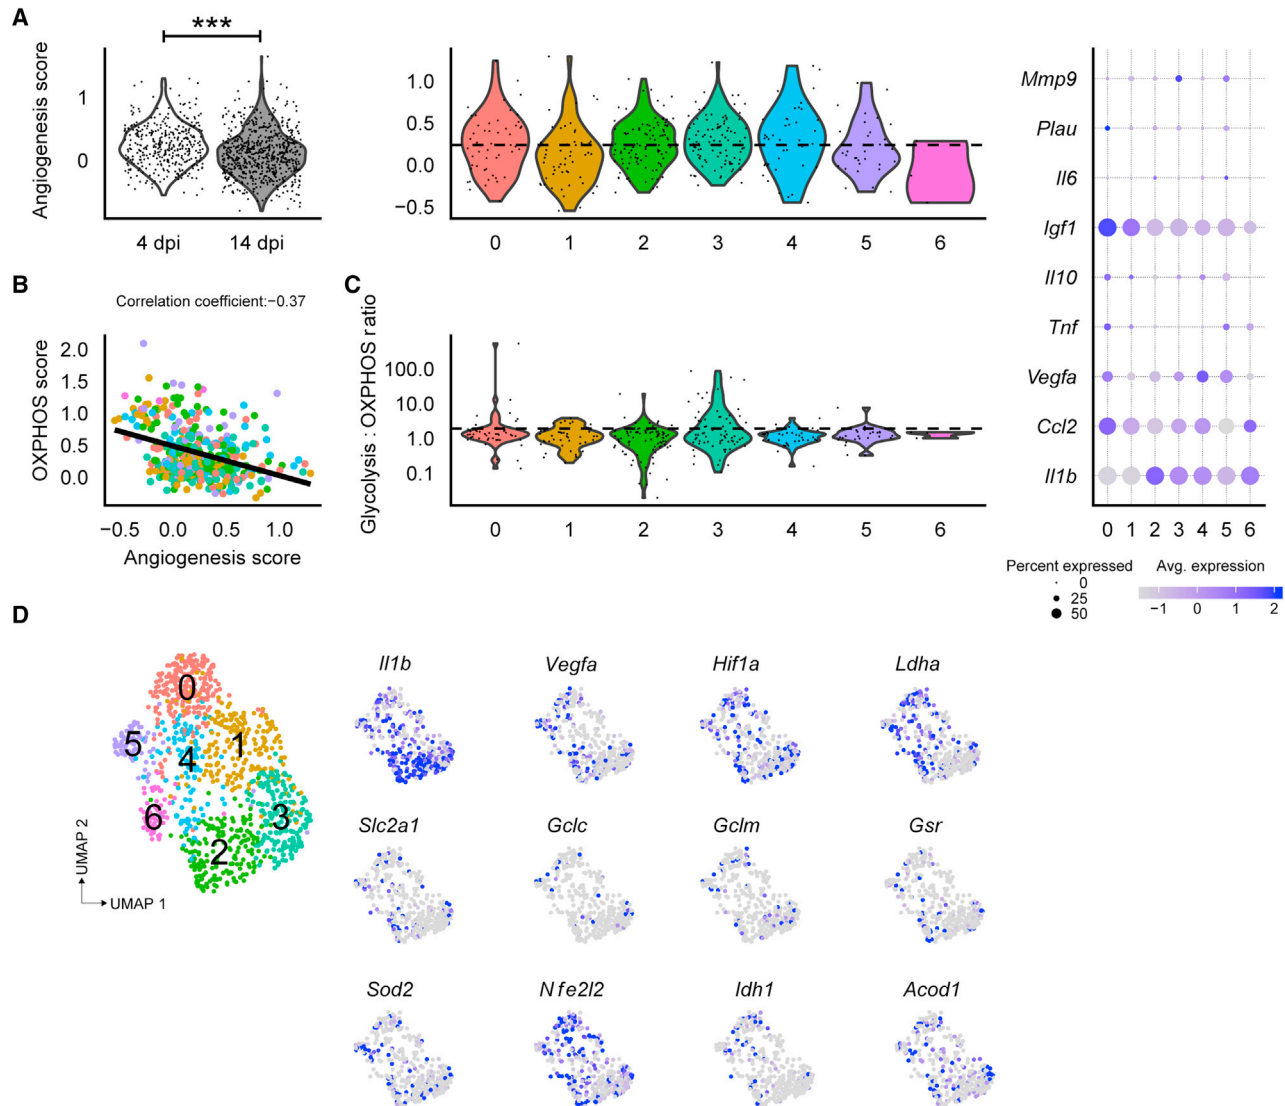 A
***
Angiogenesis score
1
0
4 dpi
14 dpi
1.0
0.5
0.0
−0.5
0 1 2 3 4 5 6
Mmp9
Plau
Il6
Igf1
Il10
Tnf
Vegfa
Ccl2
Il1b
0 1 2 3 4 5 6
Percent expressed
0
25
50
Avg. expression
−1 0 1 2
B
Correlation coefficient:−0.37
OXPHOS score
2.0
1.5
1.0
0.5
0.0
−0.5 0.0 0.5 1.0
Angiogenesis score
C
Glycolysis : OXPHOS ratio
100.0
10.0
1.0
0.1
0 1 2 3 4 5 6
D
0
5
4
1
6
3
2
UMAP 2
UMAP 1
Il1b Vegfa Hif1a Ldha
Slc2a1 Gclc Gclm Gsr
Sod2 Nfe2l2 Idh1 Acod1